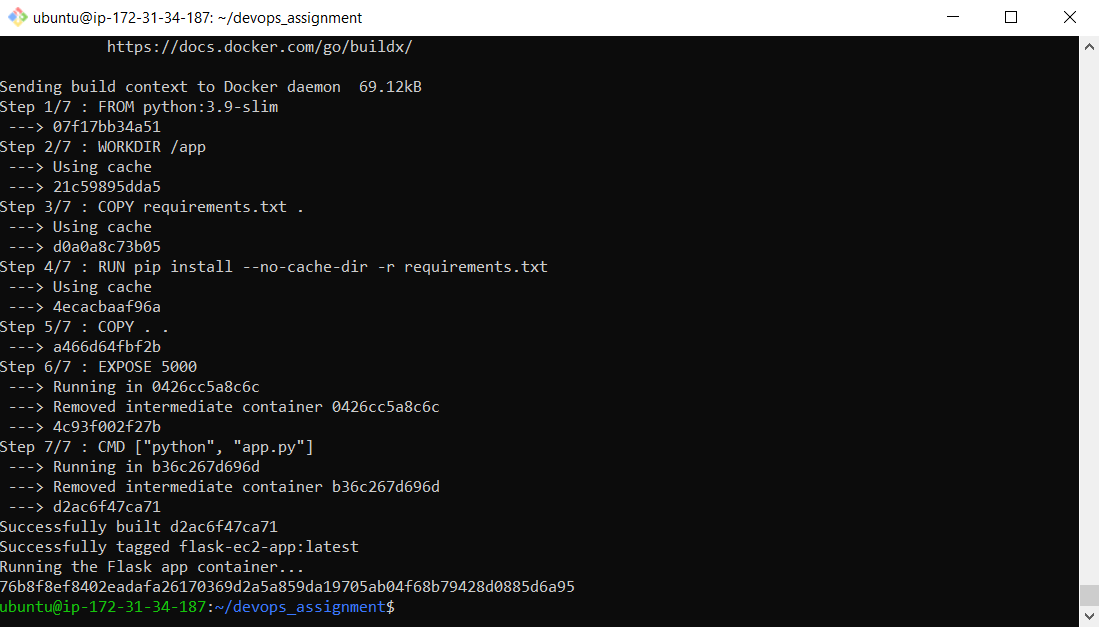 ubuntu@ip-172-31-34-187: ~/devops_assignment
https://docs.docker.com/go/buildx/
Sending build context to Docker daemon  69.12kB
Step 1/7 : FROM python:3.9-slim
 ---> 07f17bb34a51
Step 2/7 : WORKDIR /app
 ---> Using cache
 ---> 21c59895dda5
Step 3/7 : COPY requirements.txt .
 ---> Using cache
 ---> d0a0a8c73b05
Step 4/7 : RUN pip install --no-cache-dir -r requirements.txt
 ---> Using cache
 ---> 4ecacbaaf96a
Step 5/7 : COPY . .
 ---> a466d64fbf2b
Step 6/7 : EXPOSE 5000
 ---> Running in 0426cc5a8c6c
 ---> Removed intermediate container 0426cc5a8c6c
 ---> 4c93f002f27b
Step 7/7 : CMD ["python", "app.py"]
 ---> Running in b36c267d696d
 ---> Removed intermediate container b36c267d696d
 ---> d2ac6f47ca71
Successfully built d2ac6f47ca71
Successfully tagged flask-ec2-app:latest
Running the Flask app container...
76b8f8ef8402eadafa26170369d2a5a859da19705ab04f68b79428d0885d6a95
ubuntu@ip-172-31-34-187:~/devops_assignment$